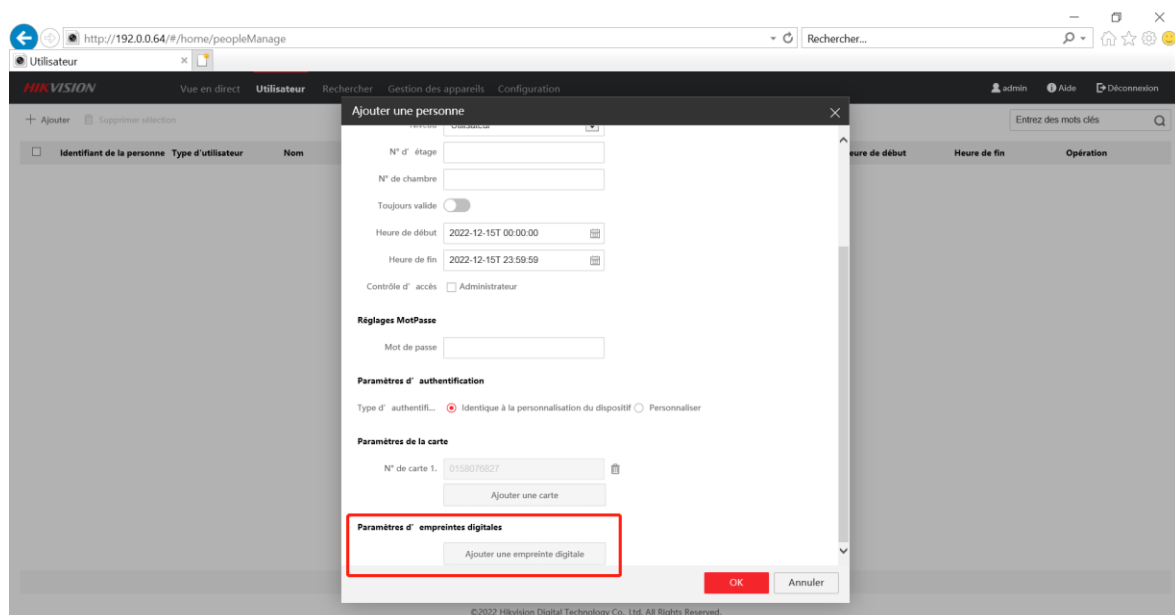 http://192.0.0.64/#/home/peopleManage
Rechercher...
Utilisateur
HIKVISION Vue en direct Utilisateur Rechercher Gestion des appareils Configuration admin Aide Déconnexion
Ajouter une personne
Ajouter Supprimer sélection Entrez des mots clés
Identifiant de la personne Type d'utilisateur Nom eure de début Heure de fin Opération
Niveau Utilisateur
N° d' étage
N° de chambre
Toujours valide
Heure de début 2022-12-15T 00:00:00
Heure de fin 2022-12-15T 23:59:59
Contrôle d' accès Administrateur
Réglages MotPasse
Mot de passe
Paramètres d' authentification
Type d' authentifi... Identique à la personnalisation du dispositif Personnaliser
Paramètres de la carte
N° de carte 1. 0158076827
Ajouter une carte
Paramètres d' empreintes digitales
Ajouter une empreinte digitale
OK Annuler
©2022 Hikvision Digital Technology Co., Ltd. All Rights Reserved.